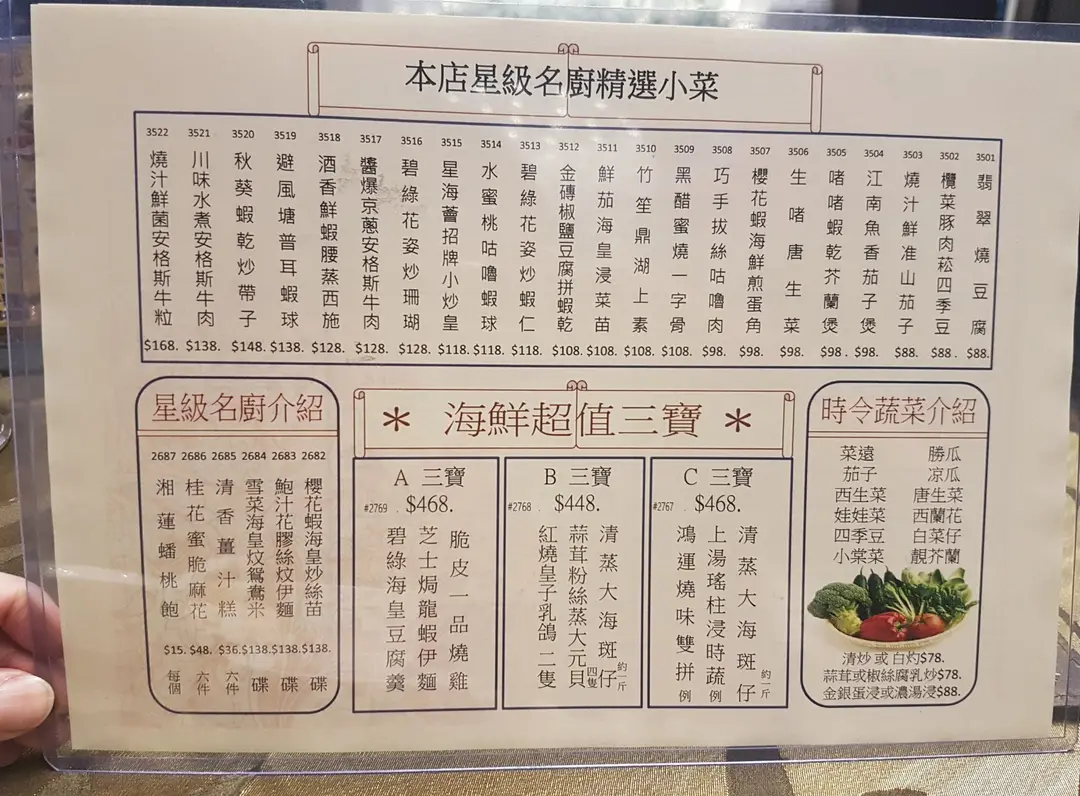 本店星級名廚精選小菜
3501 翡翠燒豆腐 $88.
3502 欖菜豚肉菘四季豆 $88.
3503 燒汁鮮准山茄子 $88.
3504 江南魚香茄子煲 $98.
3505 啫啫蝦乾芥蘭煲 $98.
3506 生啫唐生菜 $98.
3507 櫻花蝦海鮮煎蛋角 $98.
3508 巧手拔絲咕嚕肉 $98.
3509 黑醋蜜燒一字骨 $108.
3510 竹笙鼎湖上素 $108.
3511 鮮茄海皇浸菜苗 $108.
3512 金磚椒鹽豆腐拼蝦乾 $108.
3513 碧綠花姿炒蝦仁 $118.
3514 水蜜桃咕嚕蝦球 $118.
3515 星海薈招牌小炒皇 $118.
3516 碧綠花姿炒珊瑚 $128.
3517 醬爆京蔥安格斯牛肉 $128.
3518 酒香鮮蝦腰蒸西施 $128.
3519 避風塘普耳蝦球 $138.
3520 秋葵蝦乾炒帶子 $148.
3521 川味水煮安格斯牛肉 $138.
3522 燒汁鮮菌安格斯牛粒 $168.
星級名廚介紹
2682 櫻花蝦海皇炒絲苗 $138. 碟
2683 鮑汁花膠絲炆伊麵 $138. 碟
2684 雪菜海皇炆鴛鴦米 $138. 碟
2685 清香薑汁糕 $36. 六件
2686 桂花蜜脆麻花 $48. 六件
2687 湘蓮蟠桃飽 $15. 每個
* 海鮮超值三寶 *
A 三寶
#2769 $468.
脆皮一品燒雞
芝士焗龍蝦伊麵
碧綠海皇豆腐羹
B 三寶
#2768 $448.
清蒸大海斑仔 約一斤
蒜茸粉絲蒸大元貝 四隻
紅燒皇子乳鴿二隻
C 三寶
#2767 $468.
清蒸大海斑仔 約一斤
上湯瑤柱浸時蔬 例
鴻運燒味雙拼 例
時令蔬菜介紹
菜遠 勝瓜
茄子 凉瓜
西生菜 唐生菜
娃娃菜 西蘭花
四季豆 白菜仔
小棠菜 靚芥蘭
清炒 或 白灼$78.
蒜茸或椒絲腐乳炒$78.
金銀蛋浸或濃湯浸$88.